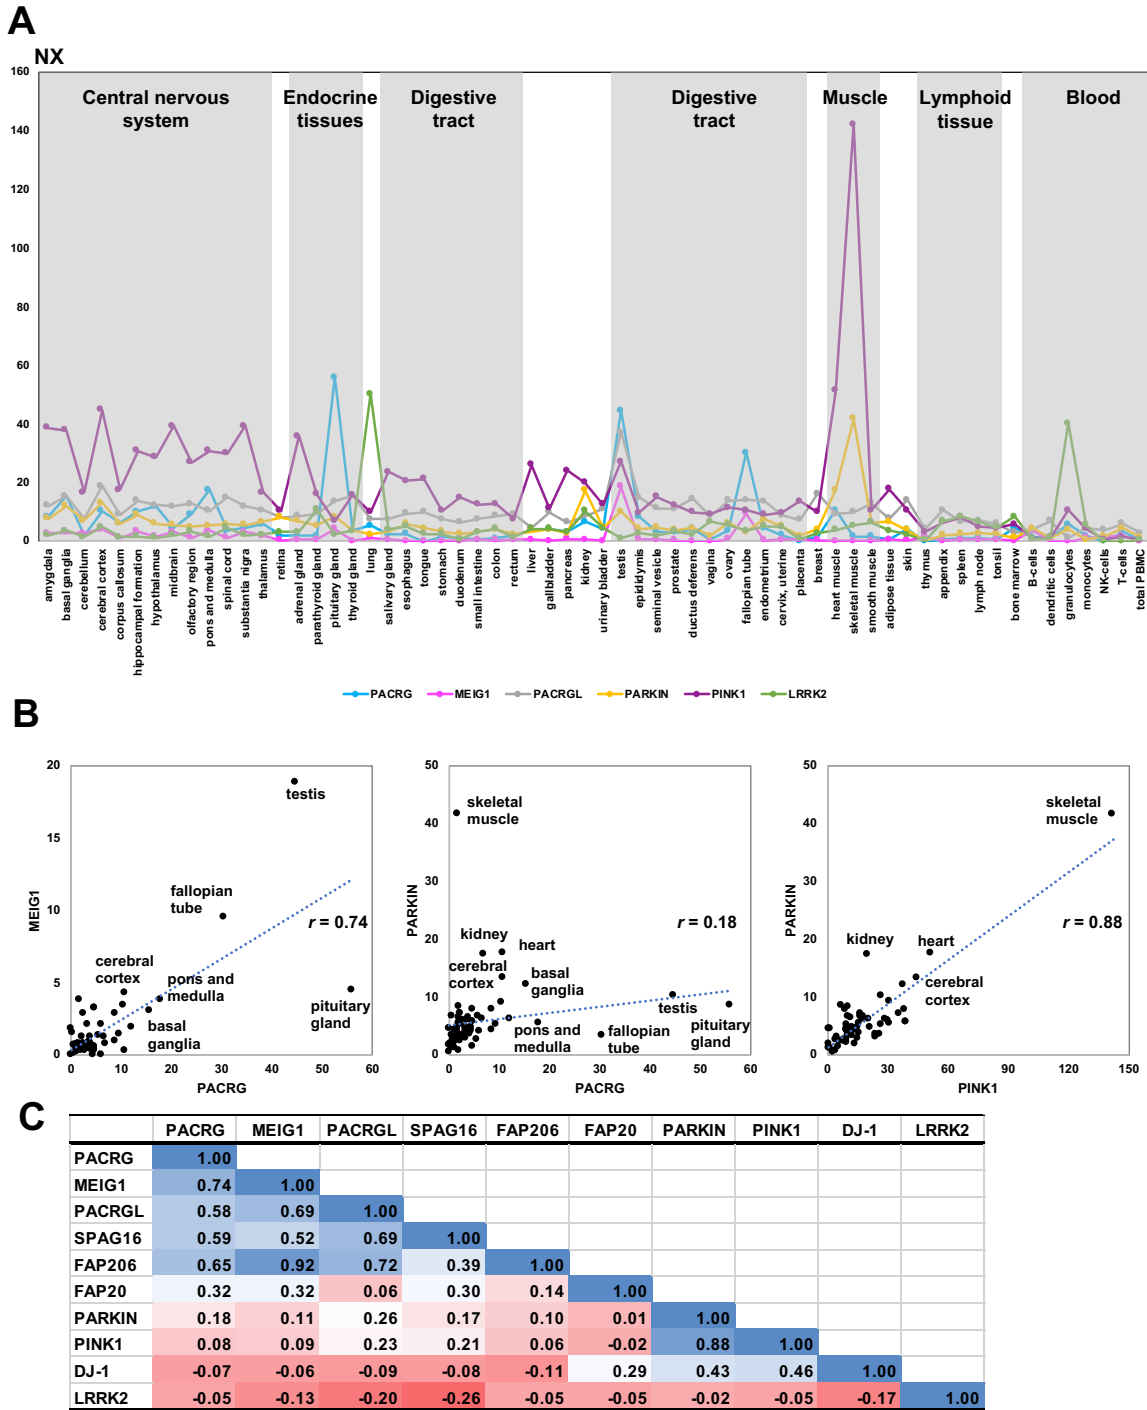 A
NX
160
140
120
100
80
60
40
20
0
Central nervous
system
Endocrine
tissues
Digestive
tract
Digestive
tract
Muscle
Lymphoid
tissue
Blood
amygdala
basal ganglia
cerebellum
cerebral cortex
corpus callosum
hippocampal fomation
hypothalamus
midbrain
olfactory region
pons and medulla
spinal cord
substantia nigra
thalamus
retina
adrenal gland
parathyroid gland
pituitary gland
thyroid gland
lung
salivary gland
esophagus
tongue
stomach
duodenum
small intestine
colon
rectum
liver
gallbladder
pancreas
kidney
urinary bladder
testis
epididymis
seminal vesicle
prostate
ductus deferens
vagina
ovary
fallopian tube
endometrium
cervix, uterine
placenta
breast
heart muscle
skeletal muscle
smooth muscle
adipose tissue
skin
thymus
appendix
spleen
lymph node
tonsil
bone marrow
B-cells
dendritic cells
granulocytes
monocytes
NK-cells
T-cells
total PBMC
PACRG MEIG1 PACRGL PARKIN PINK1 LRRK2
B
20
15
10
5
0
MEIG1
testis
fallopian
tube
r = 0.74
cerebral
cortex
pons and
medulla
basal
ganglia
pituitary
gland
0 10 20 30 40 50 60
PACRG
50
40
30
20
10
0
PARKIN
skeletal
muscle
r = 0.18
kidney
heart
cerebral
cortex
basal
ganglia
testis
pons and
medulla
fallopian
tube
pituitary
gland
0 10 20 30 40 50 60
PACRG
50
40
30
20
10
0
PARKIN
skeletal
muscle
r = 0.88
kidney
heart
cerebral
cortex
0 30 60 90 120 150
PINK1
C
PACRG MEIG1 PACRGL SPAG16 FAP206 FAP20 PARKIN PINK1 DJ-1 LRRK2
PACRG 1.00
MEIG1 0.74 1.00
PACRGL 0.58 0.69 1.00
SPAG16 0.59 0.52 0.69 1.00
FAP206 0.65 0.92 0.72 0.39 1.00
FAP20 0.32 0.32 0.06 0.30 0.14 1.00
PARKIN 0.18 0.11 0.26 0.17 0.10 0.01 1.00
PINK1 0.08 0.09 0.23 0.21 0.06 -0.02 0.88 1.00
DJ-1 -0.07 -0.06 -0.09 -0.08 -0.11 0.29 0.43 0.46 1.00
LRRK2 -0.05 -0.13 -0.20 -0.26 -0.05 -0.05 -0.02 -0.05 -0.17 1.00